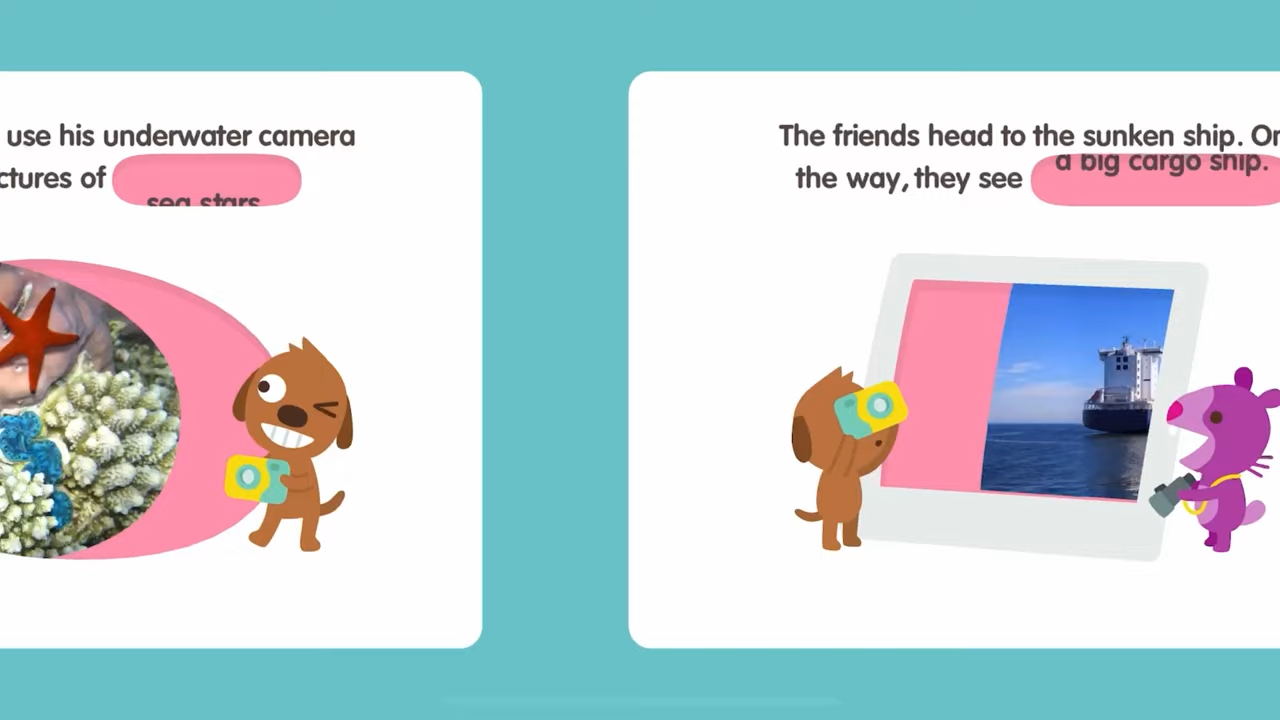 use his underwater camera
ctures of sea stars
The friends head to the sunken ship. On
the way, they see a big cargo ship.